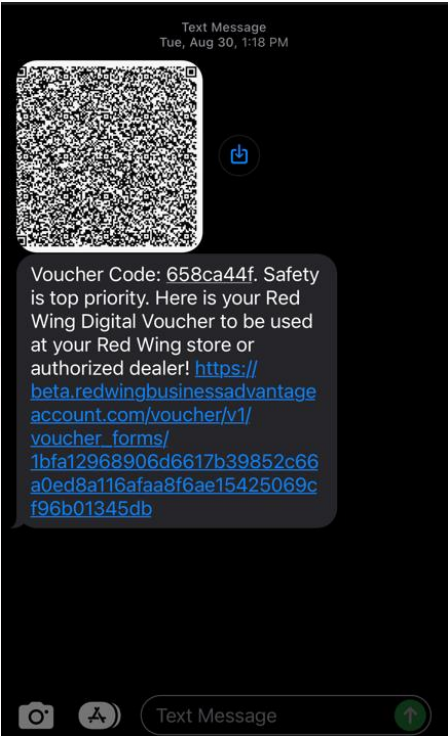 Text Message
Tue, Aug 30, 1:18 PM
Voucher Code: 658ca44f. Safety
is top priority. Here is your Red
Wing Digital Voucher to be used
at your Red Wing store or
authorized dealer! https://
beta.redwingbusinessadvantage
account.com/voucher/v1/
voucher_forms/
1bfa12968906d6617b39852c66
a0ed8a116afaa8f6ae15425069c
f96b01345db
Text Message